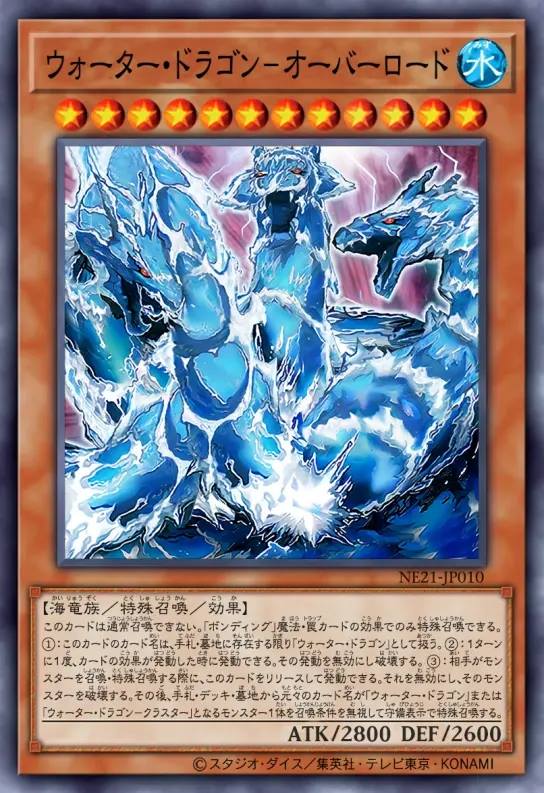 ウォーター・ドラゴン－オーバーロード
水
NE21-JP010
【海竜族／特殊召喚／効果】
このカードは通常召喚できない。「ボンディング」魔法・罠カードの効果でのみ特殊召喚できる。
①：このカードのカード名は、手札・墓地に存在する限り「ウォーター・ドラゴン」として扱う。②：1ターン
に1度、カードの効果が発動した時に発動できる。その発動を無効にし破壊する。③：相手がモン
スターを召喚・特殊召喚する際に、このカードをリリースして発動できる。それを無効にし、そのモン
スターを破壊する。その後、手札・デッキ・墓地から元々のカード名が「ウォーター・ドラゴン」または
「ウォーター・ドラゴン－クラスター」となるモンスター1体を召喚条件を無視して守備表示で特殊召喚する。
ATK/2800 DEF/2600
©スタジオ・ダイス／集英社・テレビ東京・KONAMI